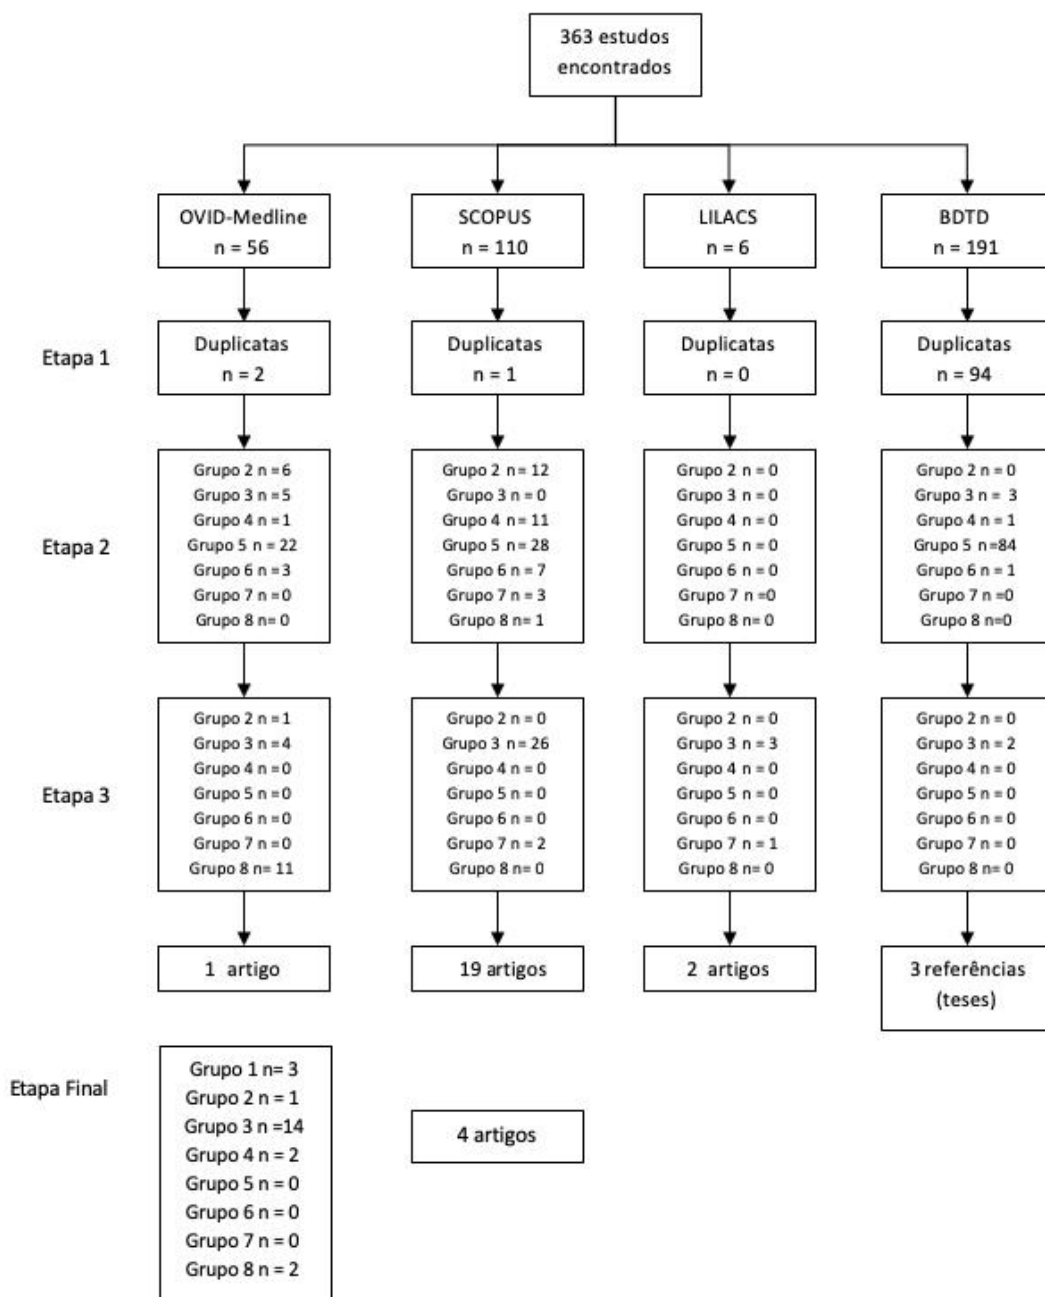 363 estudos
encontrados
OVID-Medline
n = 56
SCOPUS
n = 110
LILACS
n = 6
BDTD
n = 191
Etapa 1
Duplicatas
n = 2
Duplicatas
n = 1
Duplicatas
n = 0
Duplicatas
n = 94
Etapa 2
Grupo 2 n = 6
Grupo 3 n = 5
Grupo 4 n = 1
Grupo 5 n = 22
Grupo 6 n = 3
Grupo 7 n = 0
Grupo 8 n= 0
Grupo 2 n = 12
Grupo 3 n = 0
Grupo 4 n = 11
Grupo 5 n = 28
Grupo 6 n = 7
Grupo 7 n = 3
Grupo 8 n= 1
Grupo 2 n = 0
Grupo 3 n = 0
Grupo 4 n = 0
Grupo 5 n = 0
Grupo 6 n = 0
Grupo 7 n =0
Grupo 8 n= 0
Grupo 2 n = 0
Grupo 3 n = 3
Grupo 4 n = 1
Grupo 5 n =84
Grupo 6 n = 1
Grupo 7 n =0
Grupo 8 n=0
Etapa 3
Grupo 2 n = 1
Grupo 3 n = 4
Grupo 4 n = 0
Grupo 5 n = 0
Grupo 6 n = 0
Grupo 7 n = 0
Grupo 8 n= 11
Grupo 2 n = 0
Grupo 3 n = 26
Grupo 4 n = 0
Grupo 5 n = 0
Grupo 6 n = 0
Grupo 7 n = 2
Grupo 8 n= 0
Grupo 2 n = 0
Grupo 3 n = 3
Grupo 4 n = 0
Grupo 5 n = 0
Grupo 6 n = 0
Grupo 7 n = 1
Grupo 8 n= 0
Grupo 2 n = 0
Grupo 3 n = 2
Grupo 4 n = 0
Grupo 5 n = 0
Grupo 6 n = 0
Grupo 7 n = 0
Grupo 8 n= 0
1 artigo
19 artigos
2 artigos
3 referências
(teses)
Etapa Final
Grupo 1 n= 3
Grupo 2 n = 1
Grupo 3 n =14
Grupo 4 n = 2
Grupo 5 n = 0
Grupo 6 n = 0
Grupo 7 n = 0
Grupo 8 n = 2
4 artigos